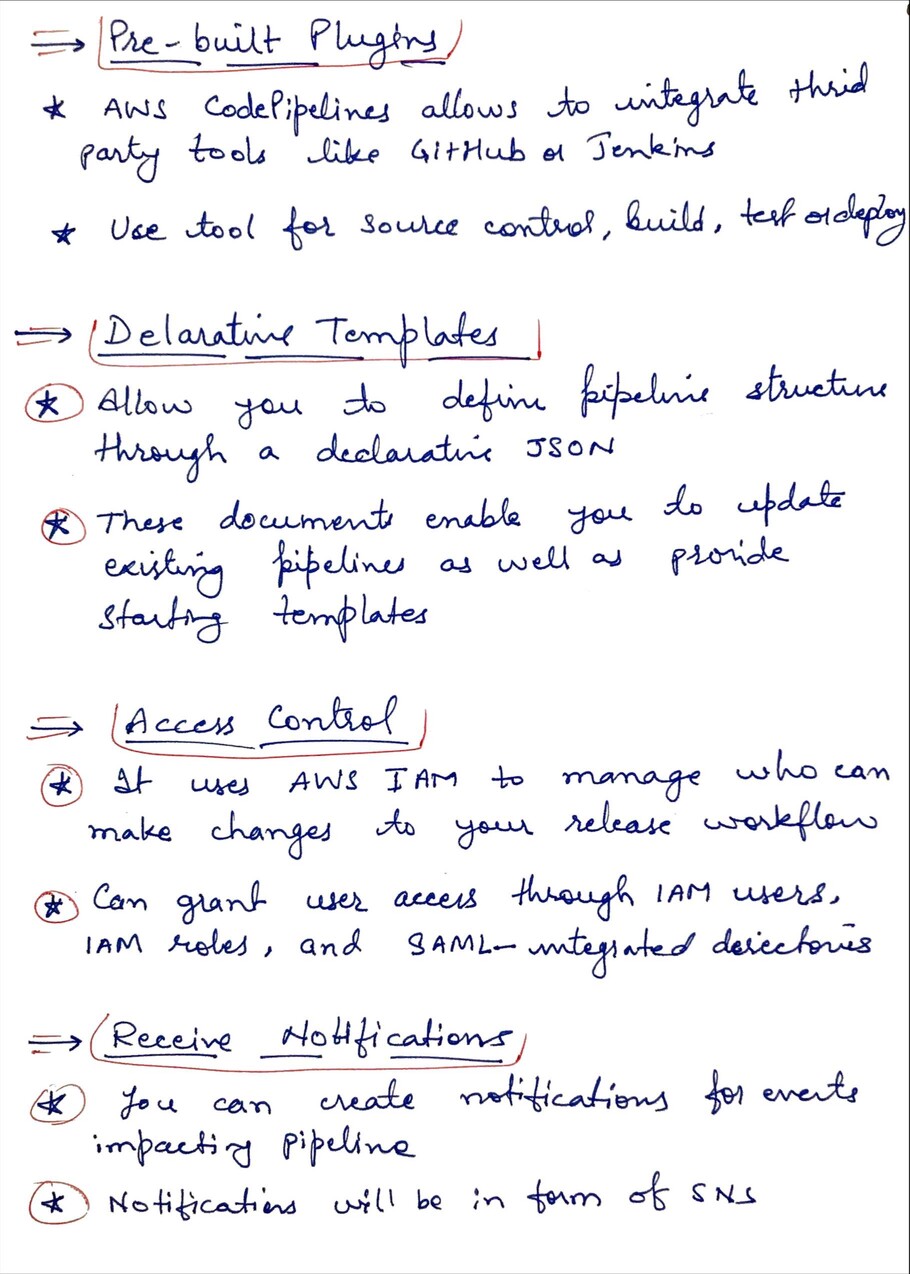 ⇒ Pre-built Plugins
* AWS CodePipelines allows to integrate thrid
party tools like GitHub or Jenkins
* Use tool for source control, build, test or deploy
⇒ Delarative Templates
* Allow you to define pipeline structure
through a declarative JSON
* These documents enable you to update
existing pipelines as well as provide
starting templates
⇒ Access Control
* It uses AWS IAM to manage who can
make changes to your release workflow
* Can grant user access through IAM users,
IAM roles, and SAML-integrated directories
⇒ Receive Notifications
* You can create notifications for events
impacting pipeline
* Notifications will be in form of SNS